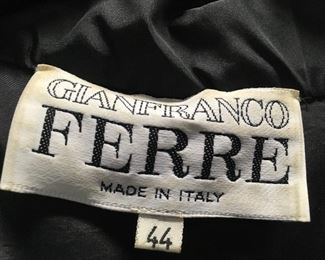 GIANFRANCO
FERRE
MADE IN ITALY
44